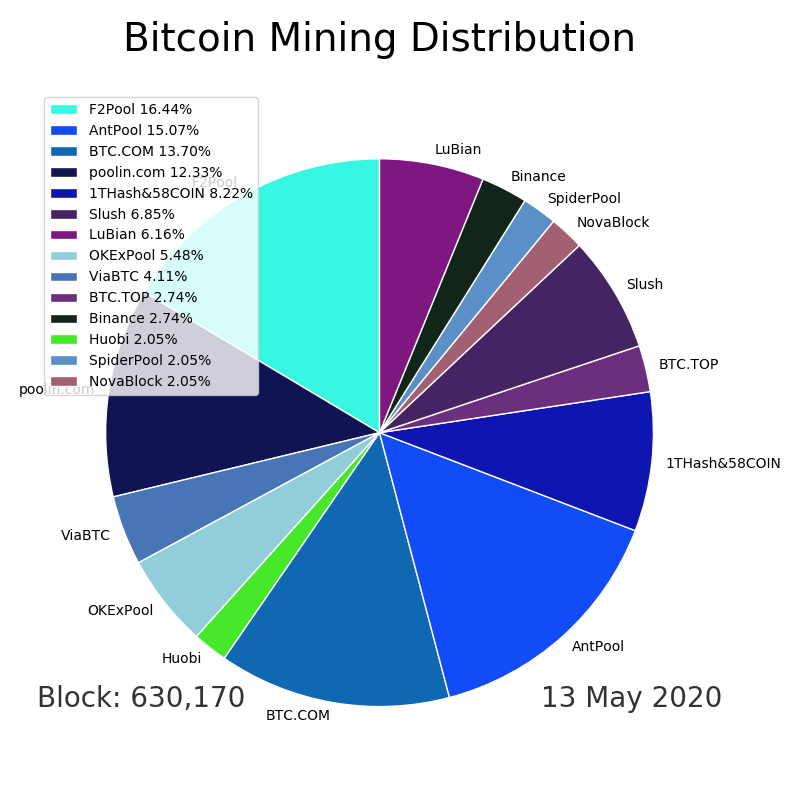 Bitcoin Mining Distribution
F2Pool 16.44%
AntPool 15.07%
BTC.COM 13.70%
poolin.com 12.33%
1THash&58COIN 8.22%
Slush 6.85%
LuBian 6.16%
OKExPool 5.48%
ViaBTC 4.11%
BTC.TOP 2.74%
Binance 2.74%
Huobi 2.05%
SpiderPool 2.05%
NovaBlock 2.05%
F2Pool
LuBian
Binance
SpiderPool
NovaBlock
Slush
BTC.TOP
1THash&58COIN
AntPool
BTC.COM
Huobi
OKExPool
ViaBTC
poolin.com
Block: 630,170
13 May 2020